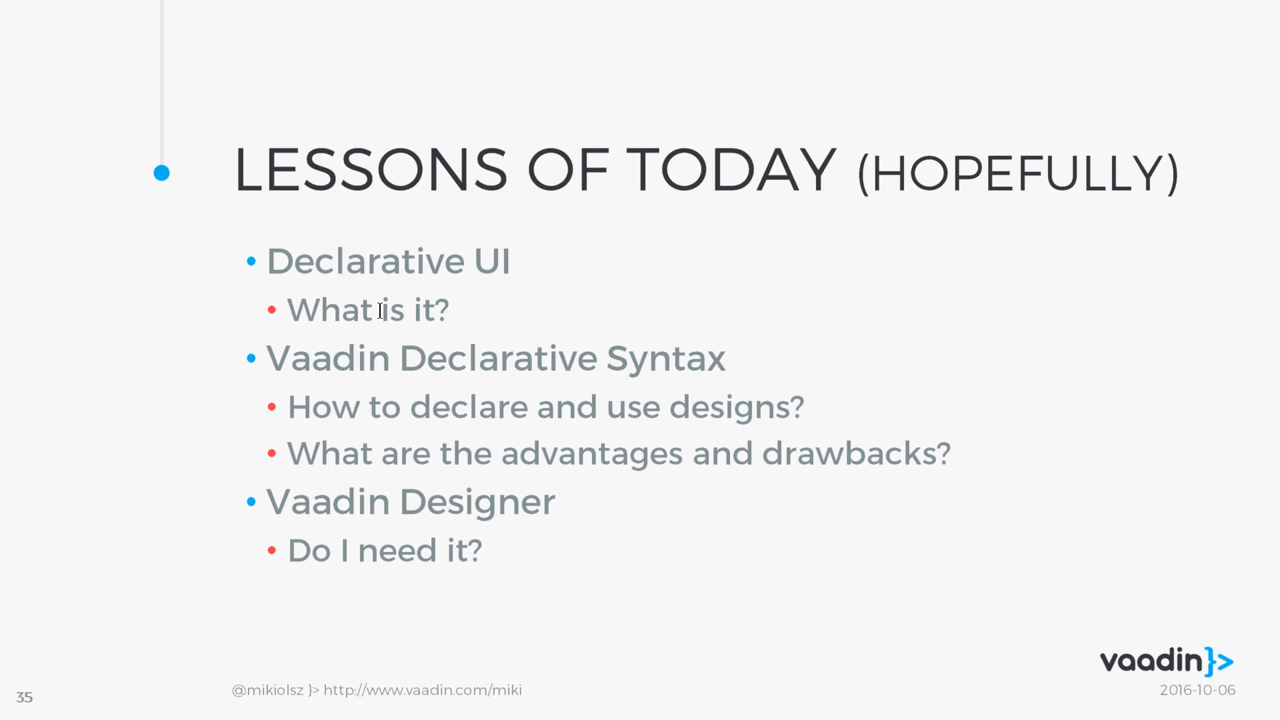 LESSONS OF TODAY (HOPEFULLY)
• Declarative UI
• What is it?
• Vaadin Declarative Syntax
• How to declare and use designs?
• What are the advantages and drawbacks?
• Vaadin Designer
• Do I need it?
vaadin}>
35
@mikiolsz }> http://www.vaadin.com/miki
2016-10-06